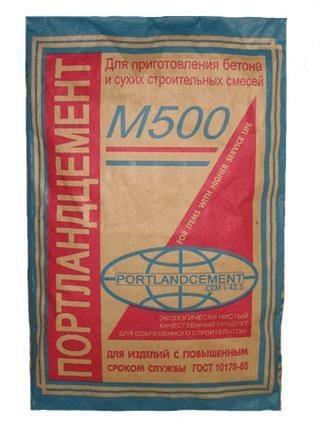 ПОРТЛАНДЦЕМЕНТ
Для приготовления бетона
и сухих строительных смесей
М500
FOR ITEMS WITH HIGHER SERVICE LIFE
PORTLANDCEMENT
CEM I-42.5
ЭКОЛОГИЧЕСКИ ЧИСТЫЙ
КАЧЕСТВЕННЫЙ ПРОДУКТ
ДЛЯ СОВРЕМЕННОГО СТРОИТЕЛЬСТВА
ДЛЯ ИЗДЕЛИЙ С ПОВЫШЕННЫМ
СРОКОМ СЛУЖБЫ ГОСТ 10178-85